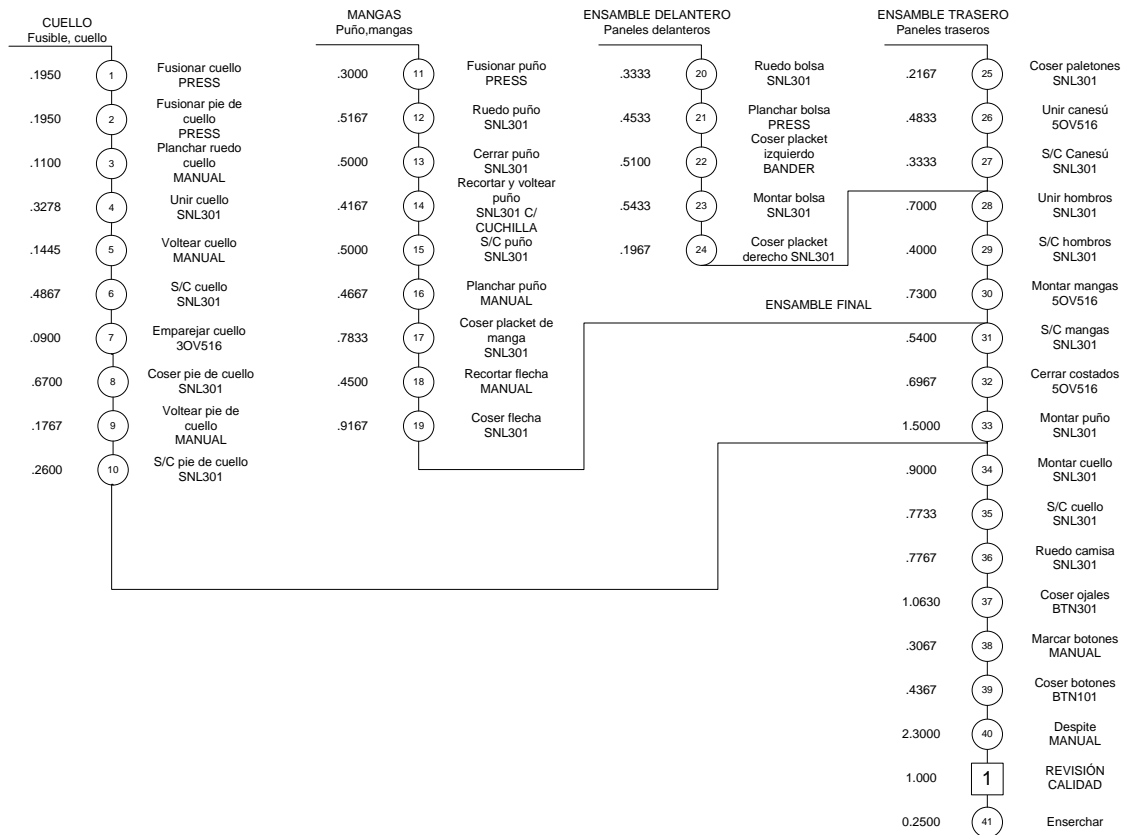 CUELLO
Fusible, cuello
.1950
1
Fusionar cuello
PRESS
.1950
2
Fusionar pie de
cuello
PRESS
.1100
3
Planchar ruedo
cuello
MANUAL
.3278
4
Unir cuello
SNL301
.1445
5
Voltear cuello
MANUAL
.4867
6
S/C cuello
SNL301
.0900
7
Emparejar cuello
3OV516
.6700
8
Coser pie de cuello
SNL301
.1767
9
Voltear pie de
cuello
MANUAL
.2600
10
S/C pie de cuello
SNL301
MANGAS
Puño,mangas
.3000
11
Fusionar puño
PRESS
.5167
12
Ruedo puño
SNL301
.5000
13
Cerrar puño
SNL301
.4167
14
Recortar y voltear
puño
SNL301 C/
CUCHILLA
.5000
15
S/C puño
SNL301
.4667
16
Planchar puño
MANUAL
.7833
17
Coser placket de
manga
SNL301
.4500
18
Recortar flecha
MANUAL
.9167
19
Coser flecha
SNL301
ENSAMBLE DELANTERO
Paneles delanteros
.3333
20
Ruedo bolsa
SNL301
.4533
21
Planchar bolsa
PRESS
.5100
22
Coser placket
izquierdo
BANDER
.5433
23
Montar bolsa
SNL301
.1967
24
Coser placket
derecho SNL301
ENSAMBLE FINAL
ENSAMBLE TRASERO
Paneles traseros
.2167
25
Coser paletones
SNL301
.4833
26
Unir canesú
5OV516
.3333
27
S/C Canesú
SNL301
.7000
28
Unir hombros
SNL301
.4000
29
S/C hombros
SNL301
.7300
30
Montar mangas
5OV516
.5400
31
S/C mangas
SNL301
.6967
32
Cerrar costados
5OV516
1.5000
33
Montar puño
SNL301
.9000
34
Montar cuello
SNL301
.7733
35
S/C cuello
SNL301
.7767
36
Ruedo camisa
SNL301
1.0630
37
Coser ojales
BTN301
.3067
38
Marcar botones
MANUAL
.4367
39
Coser botones
BTN101
2.3000
40
Despite
MANUAL
1.000
1
REVISIÓN
CALIDAD
0.2500
41
Enserchar